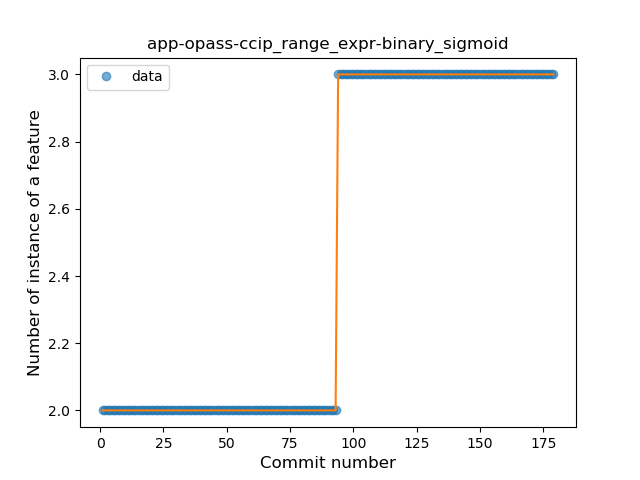 app-opass-ccip_range_expr-binary_sigmoid
data
Number of instance of a feature
3.0
2.8
2.6
2.4
2.2
2.0
0 25 50 75 100 125 150 175
Commit number